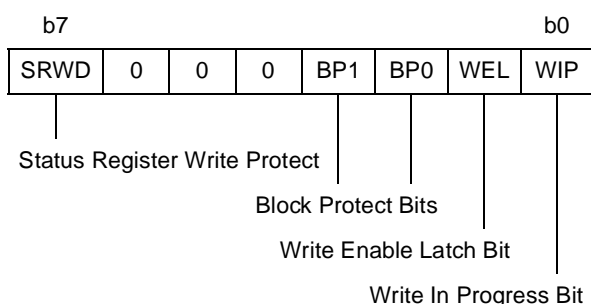 b7 b0
SRWD 0 0 0 BP1 BP0 WEL WIP
Status Register Write Protect
Block Protect Bits
Write Enable Latch Bit
Write In Progress Bit